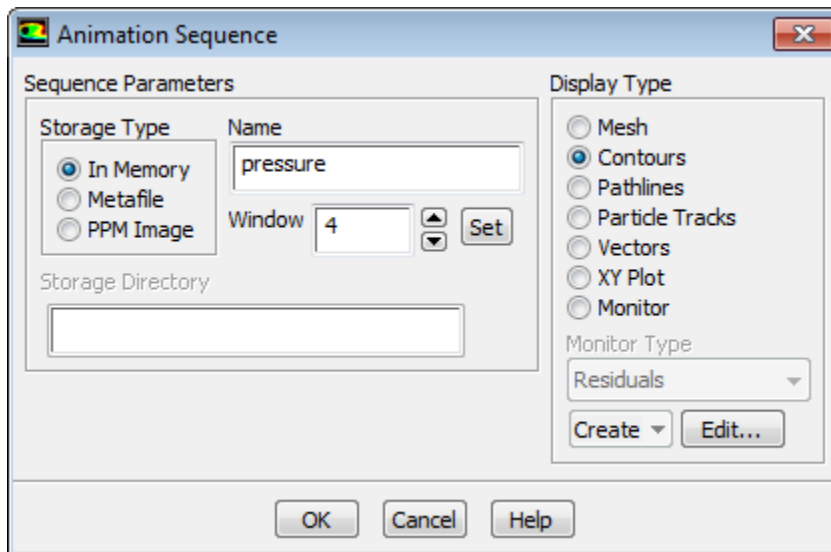 Animation Sequence
Sequence Parameters
Storage Type
In Memory
Metafile
PPM Image
Name
pressure
Window 4 Set
Storage Directory
Display Type
Mesh
Contours
Pathlines
Particle Tracks
Vectors
XY Plot
Monitor
Monitor Type
Residuals
Create Edit...
OK Cancel Help